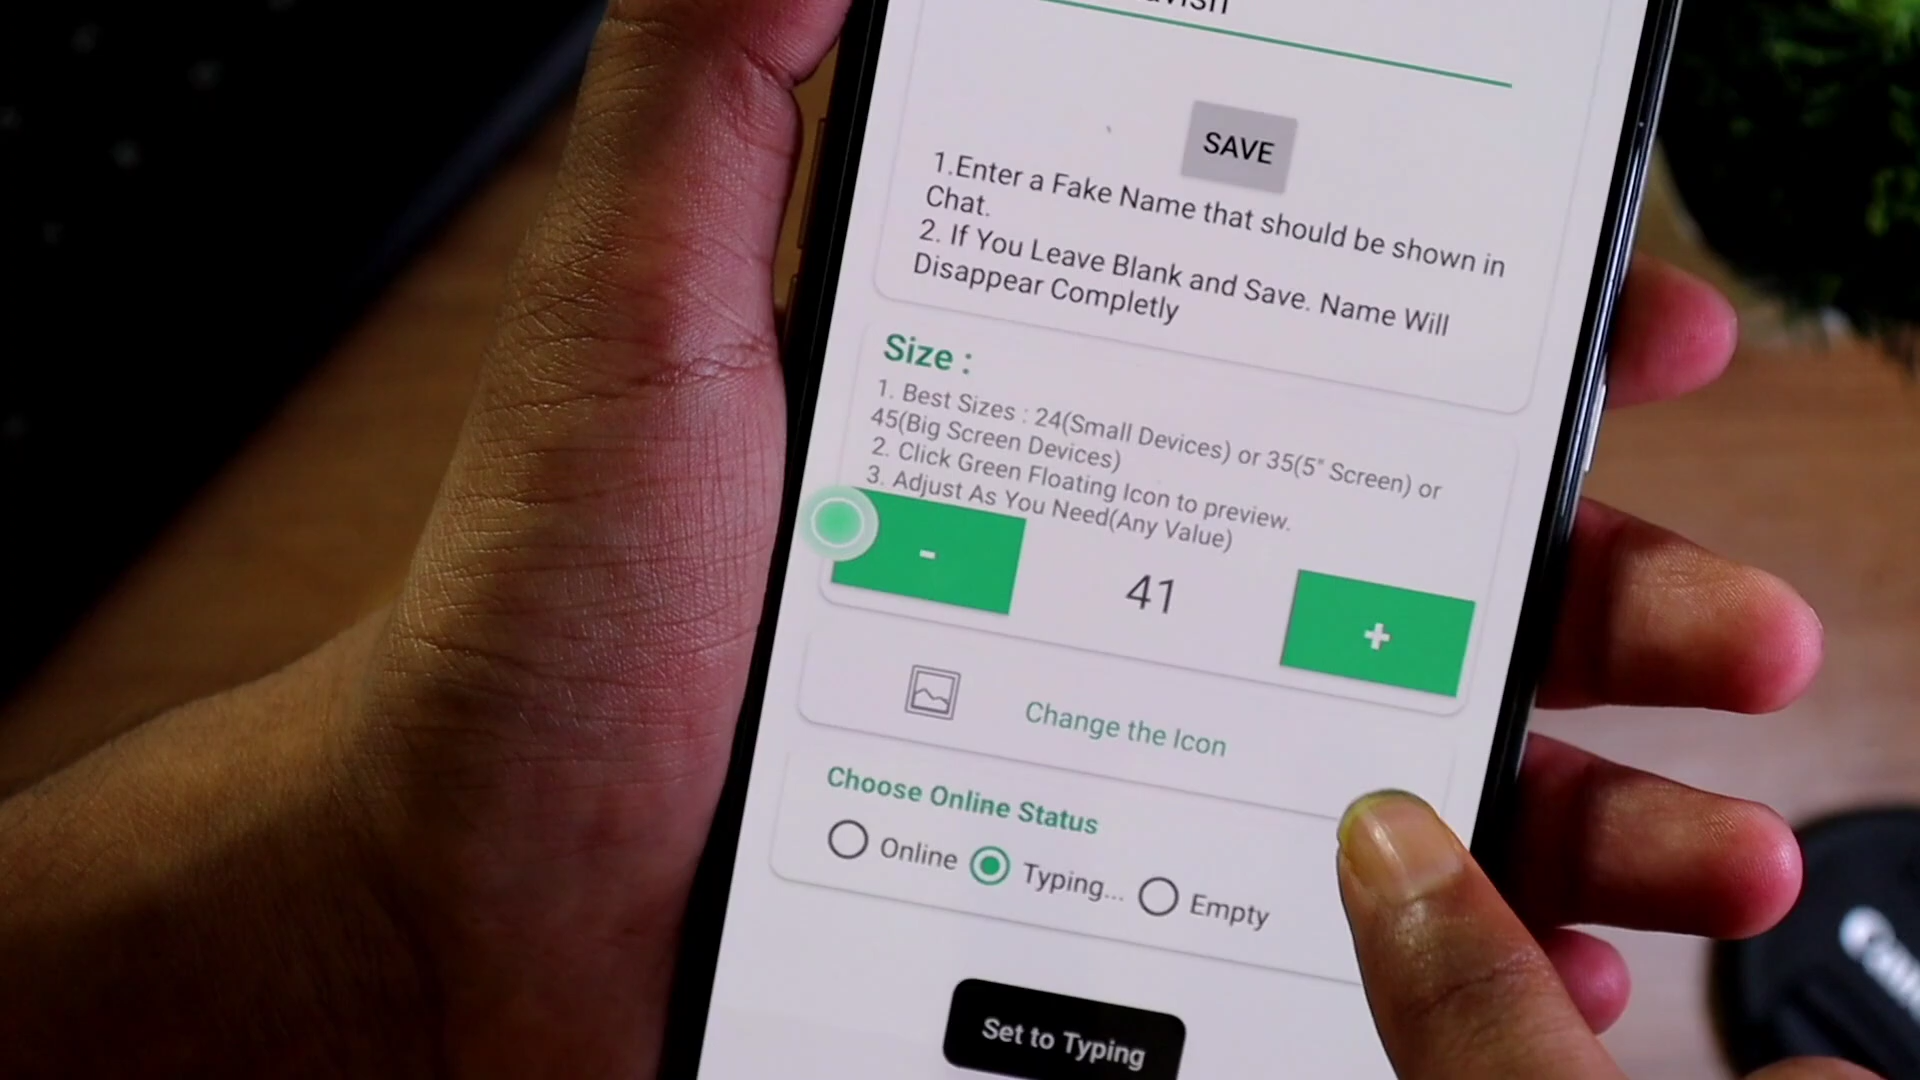 SAVE
1.Enter a Fake Name that should be shown in
Chat.
2. If You Leave Blank and Save. Name Will
Disappear Completly
Size :
1. Best Sizes : 24(Small Devices) or 35(5" Screen) or
45(Big Screen Devices)
2. Click Green Floating Icon to preview.
3. Adjust As You Need(Any Value)
-
41
+
Change the Icon
Choose Online Status
Online
Typing...
Empty
Set to Typing